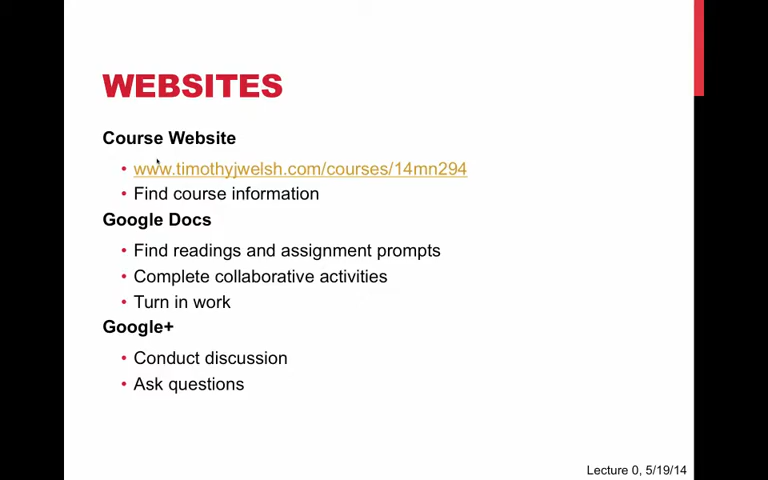 WEBSITES
Course Website
• www.timothyjwelsh.com/courses/14mn294
• Find course information
Google Docs
• Find readings and assignment prompts
• Complete collaborative activities
• Turn in work
Google+
• Conduct discussion
• Ask questions
Lecture 0, 5/19/14